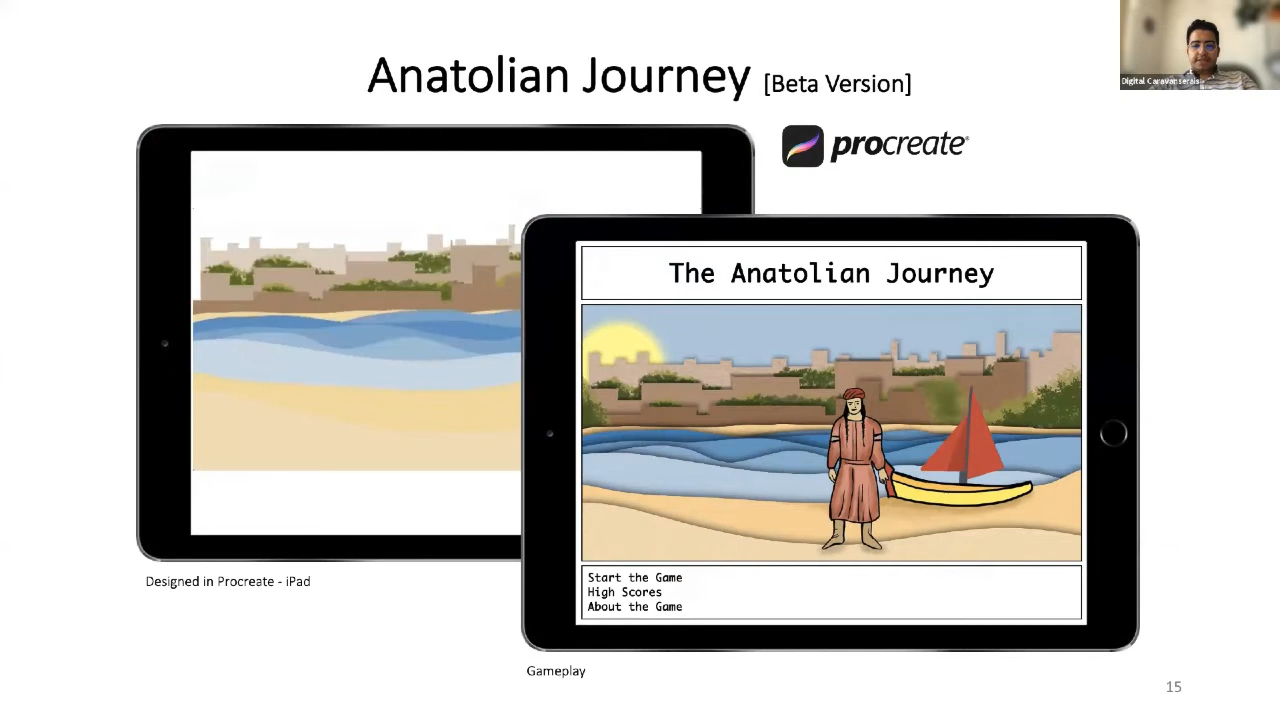 Anatolian Journey [Beta Version]
Digital Caravanserais
procreate®
The Anatolian Journey
Start the Game
High Scores
About the Game
Designed in Procreate - iPad
Gameplay
15